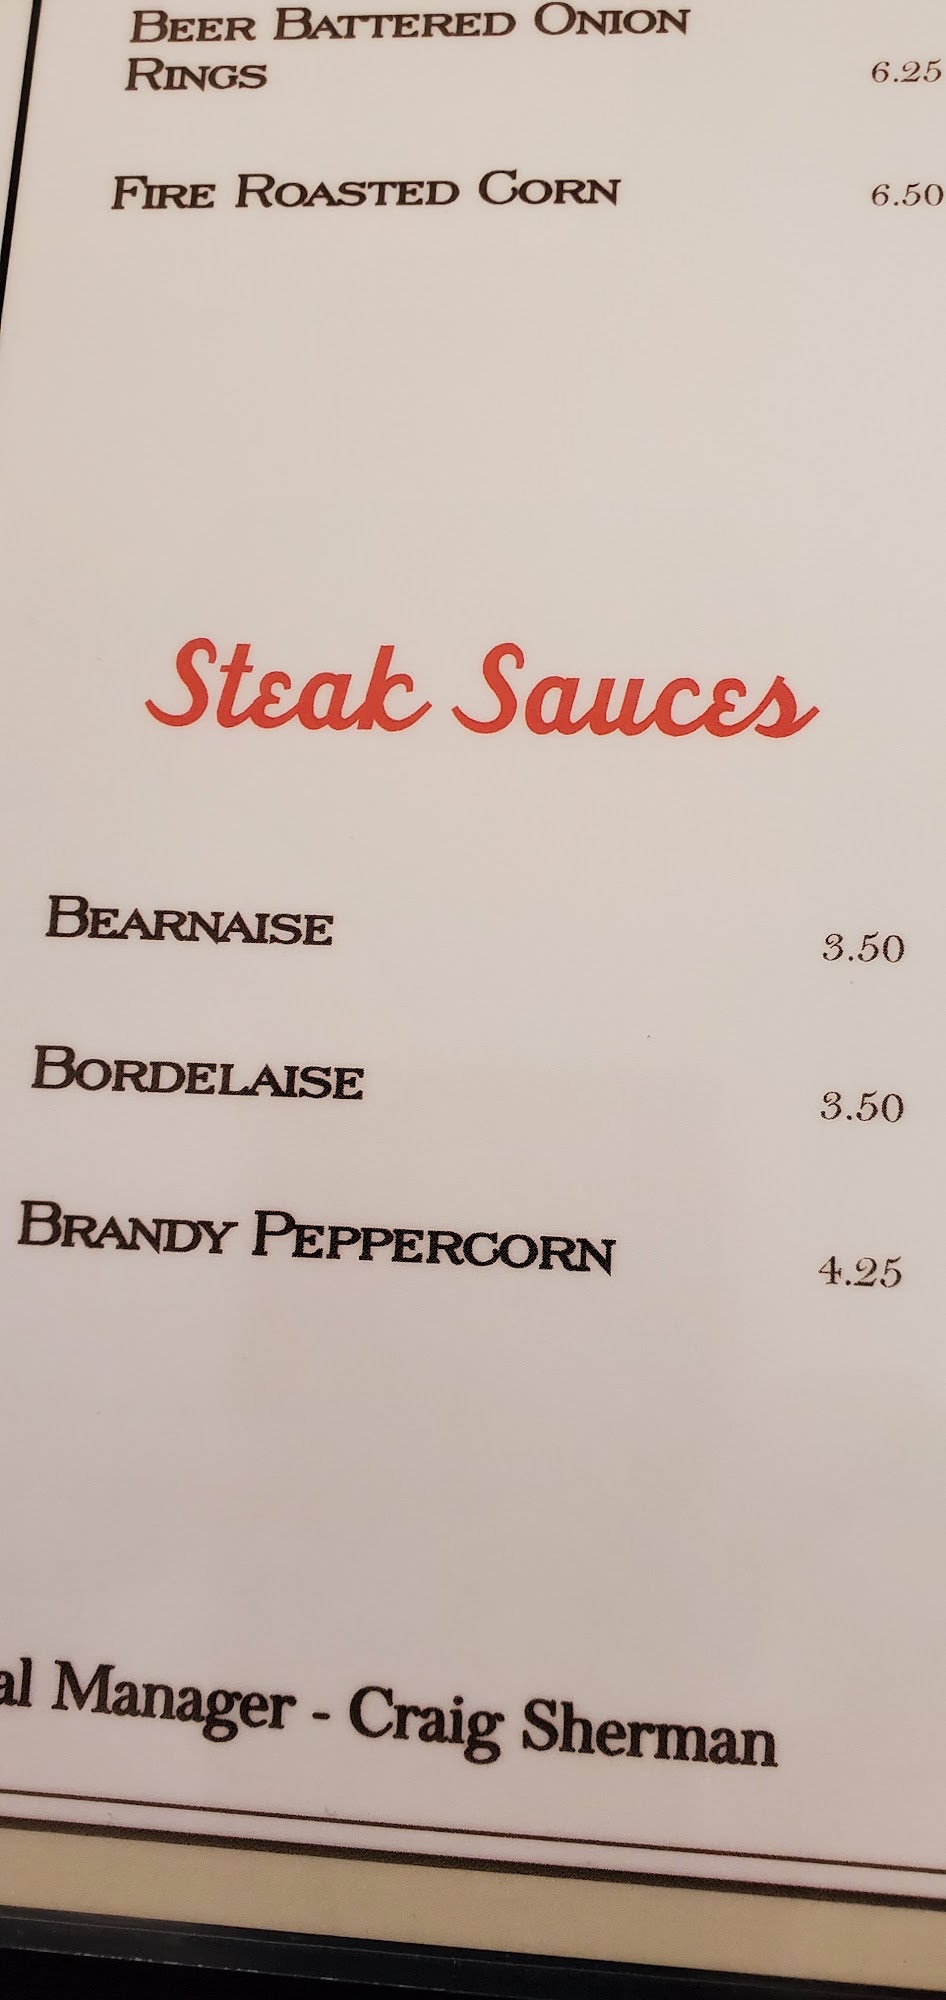 BEER BATTERED ONION
RINGS 6.25
FIRE ROASTED CORN 6.50
Steak Sauces
BEARNAISE 3.50
BORDELAISE 3.50
BRANDY PEPPERCORN 4.25
al Manager - Craig Sherman